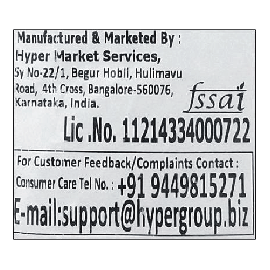 Manufactured & Marketed By :
Hyper Market Services,
Sy No-22/1, Begur Hobli, Hulimavu
Road, 4th Cross, Bangalore-560076,
Karnataka, India.
fssai
Lic .No. 11214334000722
For Customer Feedback/Complaints Contact :
Consumer Care Tel No. : +91 9449815271
E-mail:support@hypergroup.biz